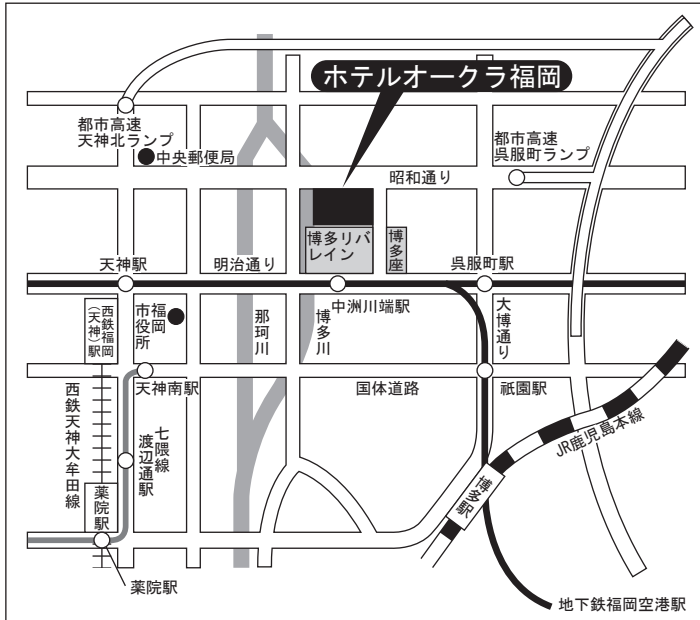 ホテルオークラ福岡
都市高速
天神北ランプ
中央郵便局
都市高速
呉服町ランプ
昭和通り
博多リバ
レイン
博多座
天神駅
明治通り
呉服町駅
中洲川端駅
西鉄福岡
(天神)駅
福岡
市役所
那珂川
博多川
大博通り
天神南駅
国体道路
祇園駅
西鉄天神大牟田線
七隈線
渡辺通駅
JR鹿児島本線
博多駅
薬院駅
薬院駅
地下鉄福岡空港駅